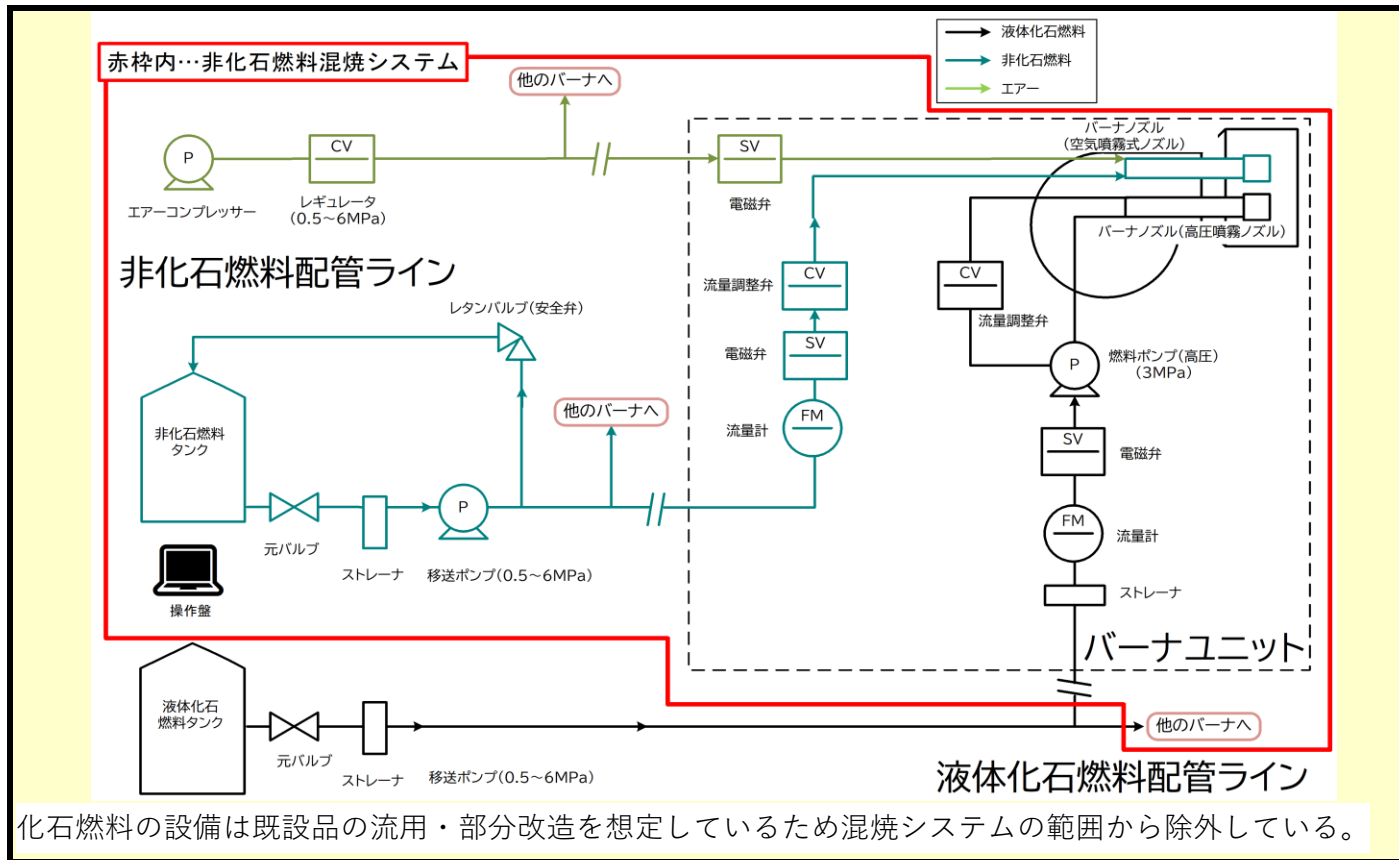 赤枠内…非化石燃料混焼システム
液体化石燃料
非化石燃料
エアー
他のバーナへ
P
エアーコンプレッサー
CV
レギュレータ
(0.5~6MPa)
SV
電磁弁
バーナノズル
(空気噴霧式ノズル)
バーナノズル(高圧噴霧ノズル)
非化石燃料配管ライン
レタンバルブ(安全弁)
CV
流量調整弁
SV
電磁弁
FM
流量計
CV
流量調整弁
P
燃料ポンプ(高圧)
(3MPa)
SV
電磁弁
FM
流量計
ストレーナ
非化石燃料
タンク
元バルブ
ストレーナ
P
移送ポンプ(0.5~6MPa)
他のバーナへ
操作盤
バーナユニット
液体化石
燃料タンク
元バルブ
ストレーナ
移送ポンプ(0.5~6MPa)
他のバーナへ
液体化石燃料配管ライン
化石燃料の設備は既設品の流用・部分改造を想定しているため混焼システムの範囲から除外している。